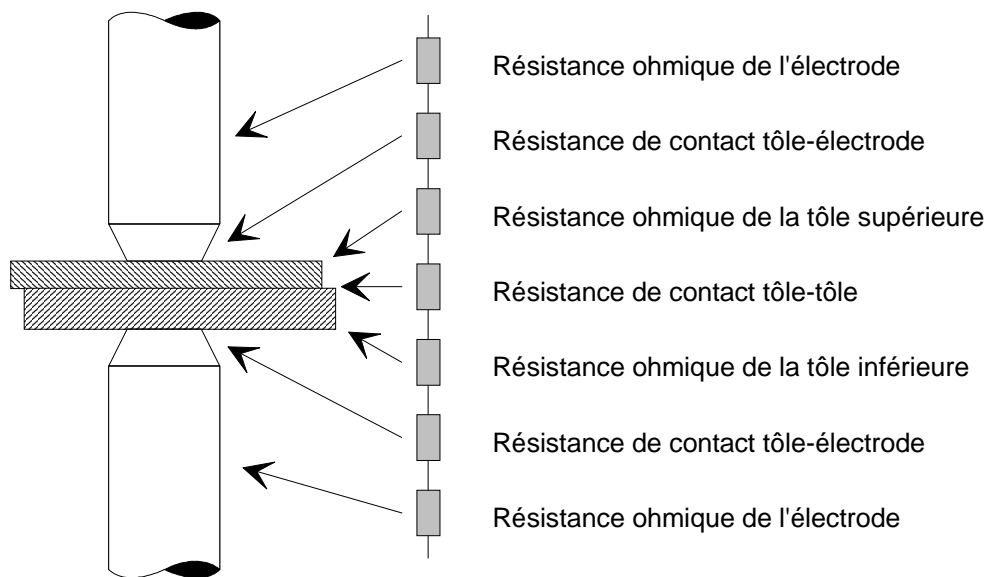 Résistance ohmique de l'électrode
Résistance de contact tôle-électrode
Résistance ohmique de la tôle supérieure
Résistance de contact tôle-tôle
Résistance ohmique de la tôle inférieure
Résistance de contact tôle-électrode
Résistance ohmique de l'électrode